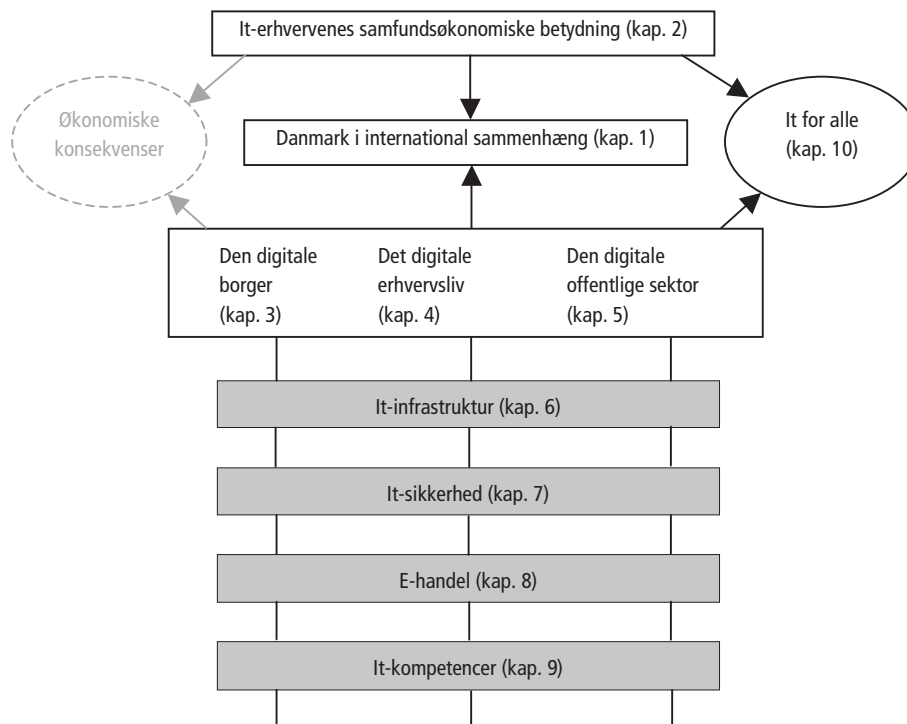 It-erhvervenes samfundsøkonomiske betydning (kap. 2)
Økonomiske
konsekvenser
Danmark i international sammenhæng (kap. 1)
It for alle
(kap. 10)
Den digitale
borger
(kap. 3)
Det digitale
erhvervsliv
(kap. 4)
Den digitale
offentlige sektor
(kap. 5)
It-infrastruktur (kap. 6)
It-sikkerhed (kap. 7)
E-handel (kap. 8)
It-kompetencer (kap. 9)